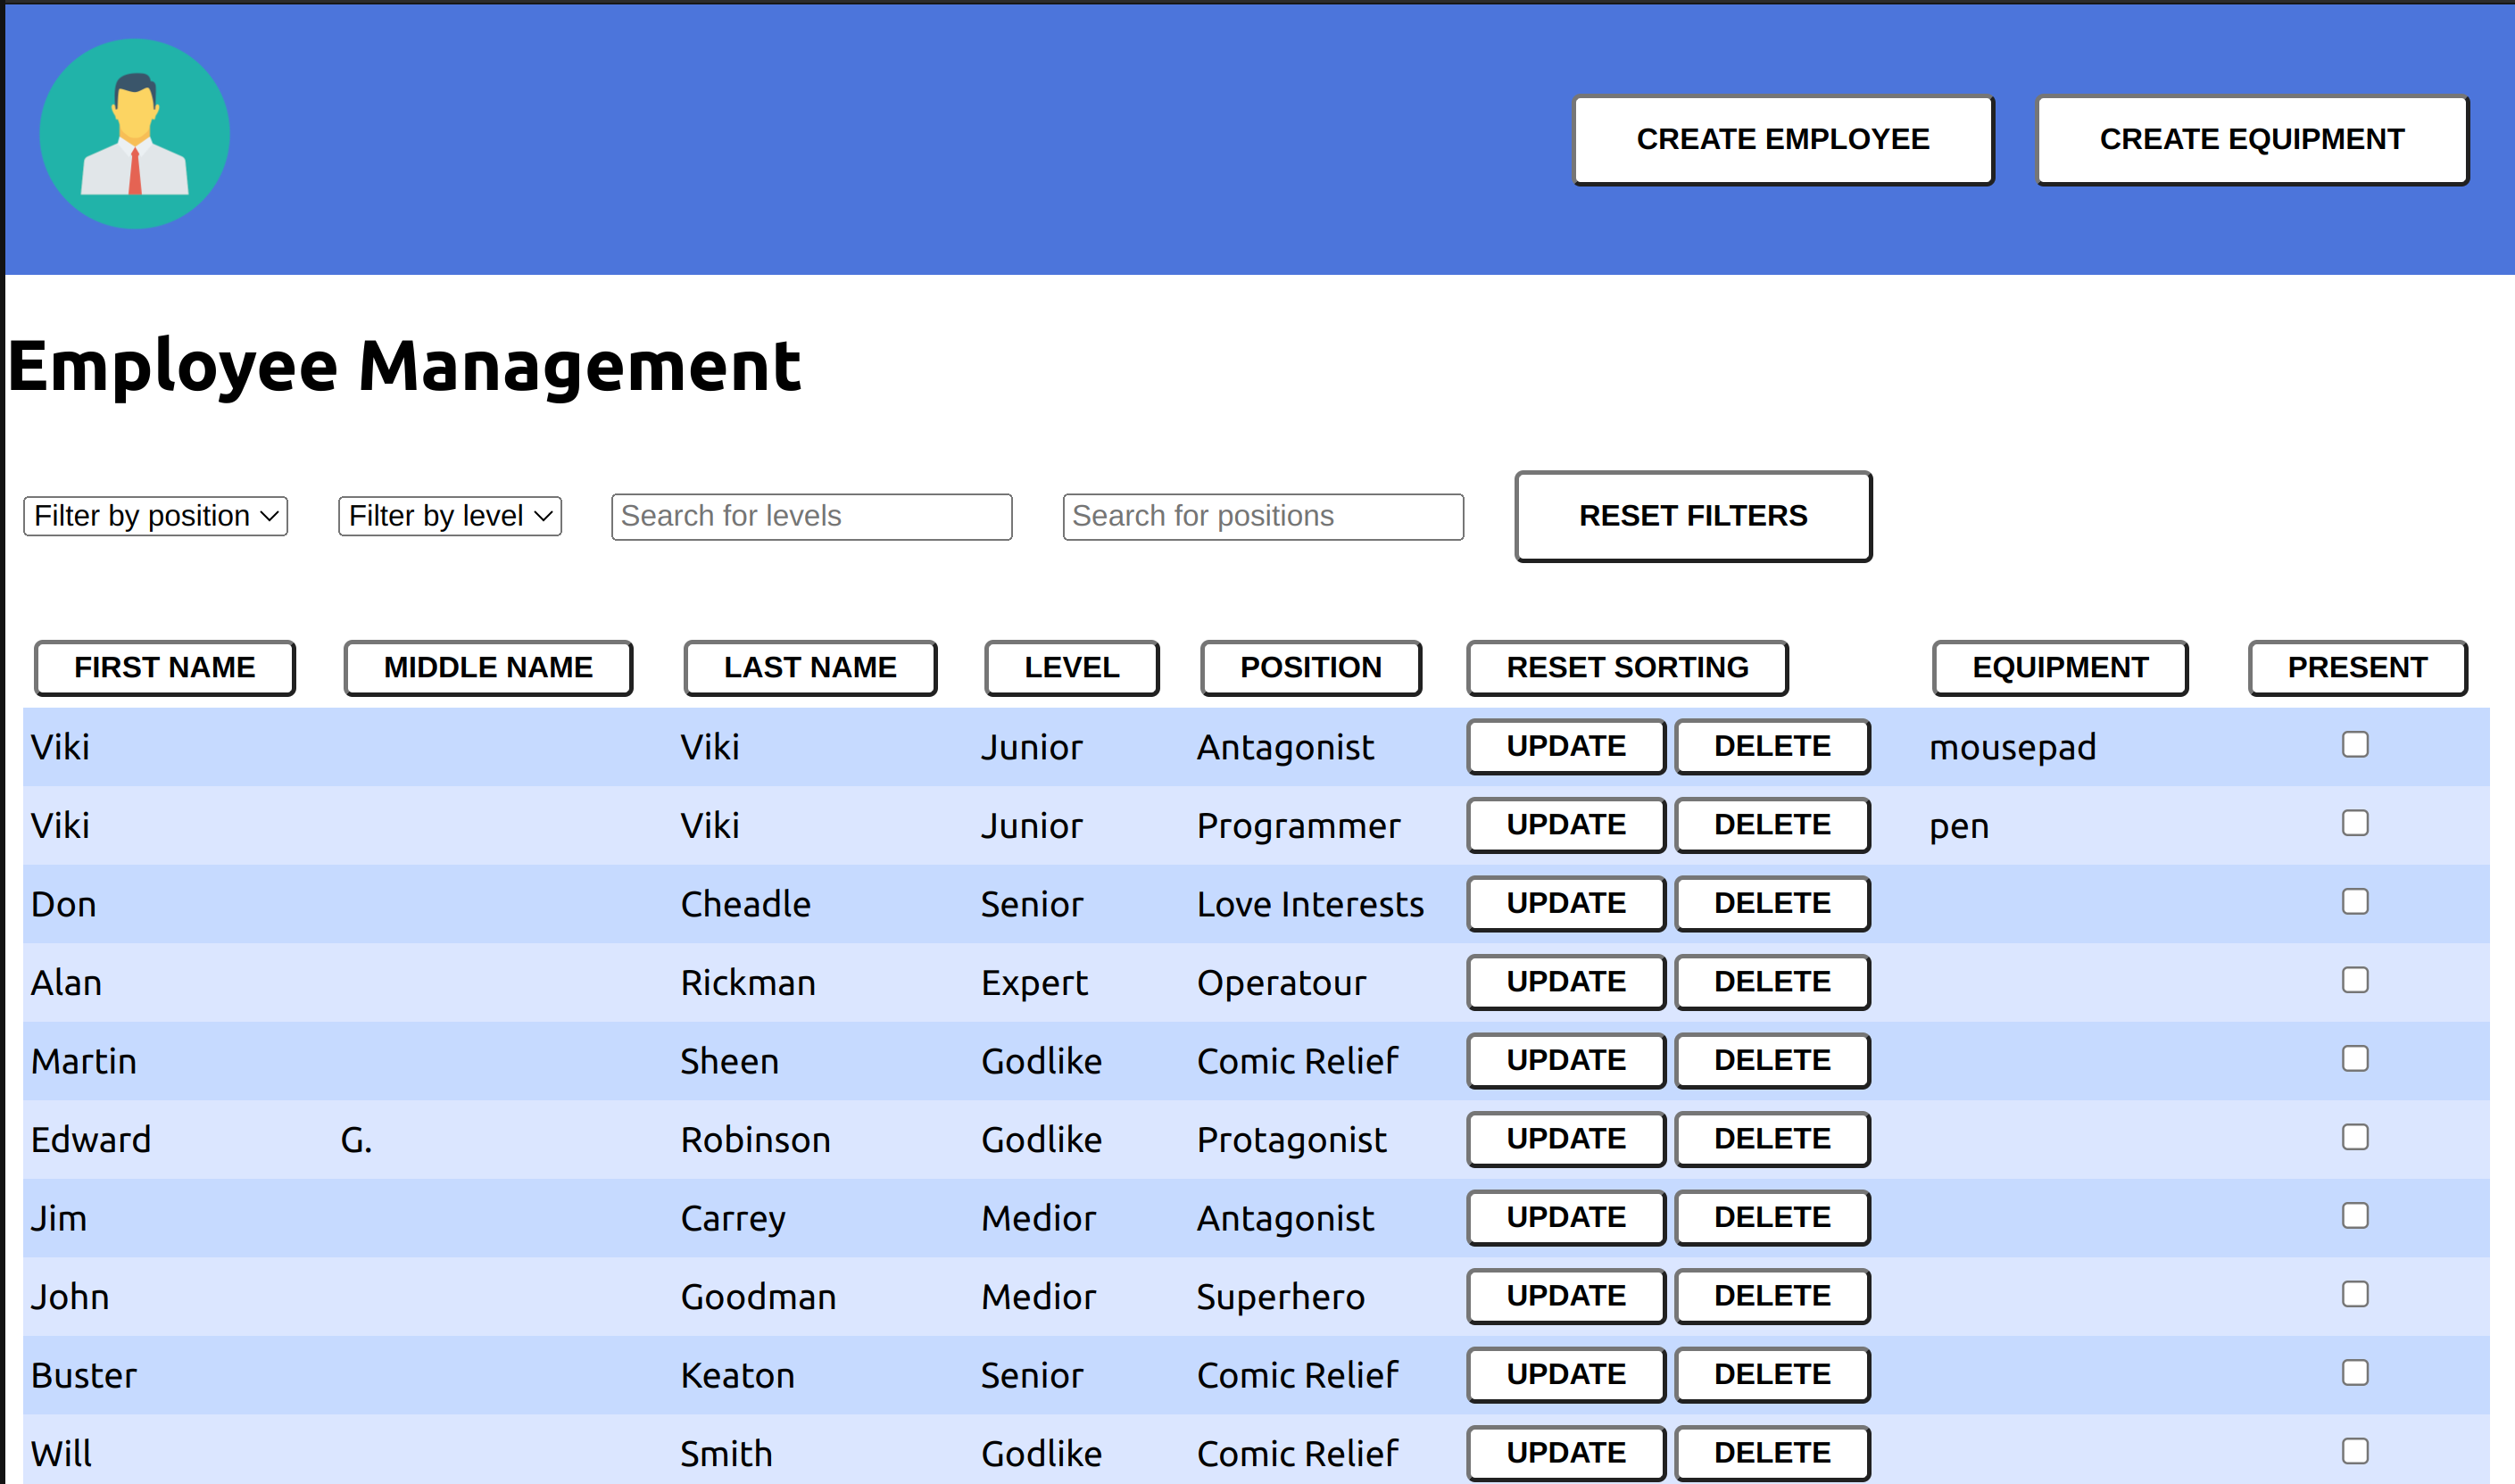 CREATE EMPLOYEE CREATE EQUIPMENT
Employee Management
Filter by position Filter by level Search for levels Search for positions RESET FILTERS
FIRST NAME MIDDLE NAME LAST NAME LEVEL POSITION RESET SORTING EQUIPMENT PRESENT
Viki Viki Junior Antagonist UPDATE DELETE mousepad
Viki Viki Junior Programmer UPDATE DELETE pen
Don Cheadle Senior Love Interests UPDATE DELETE
Alan Rickman Expert Operatour UPDATE DELETE
Martin Sheen Godlike Comic Relief UPDATE DELETE
Edward G. Robinson Godlike Protagonist UPDATE DELETE
Jim Carrey Medior Antagonist UPDATE DELETE
John Goodman Medior Superhero UPDATE DELETE
Buster Keaton Senior Comic Relief UPDATE DELETE
Will Smith Godlike Comic Relief UPDATE DELETE